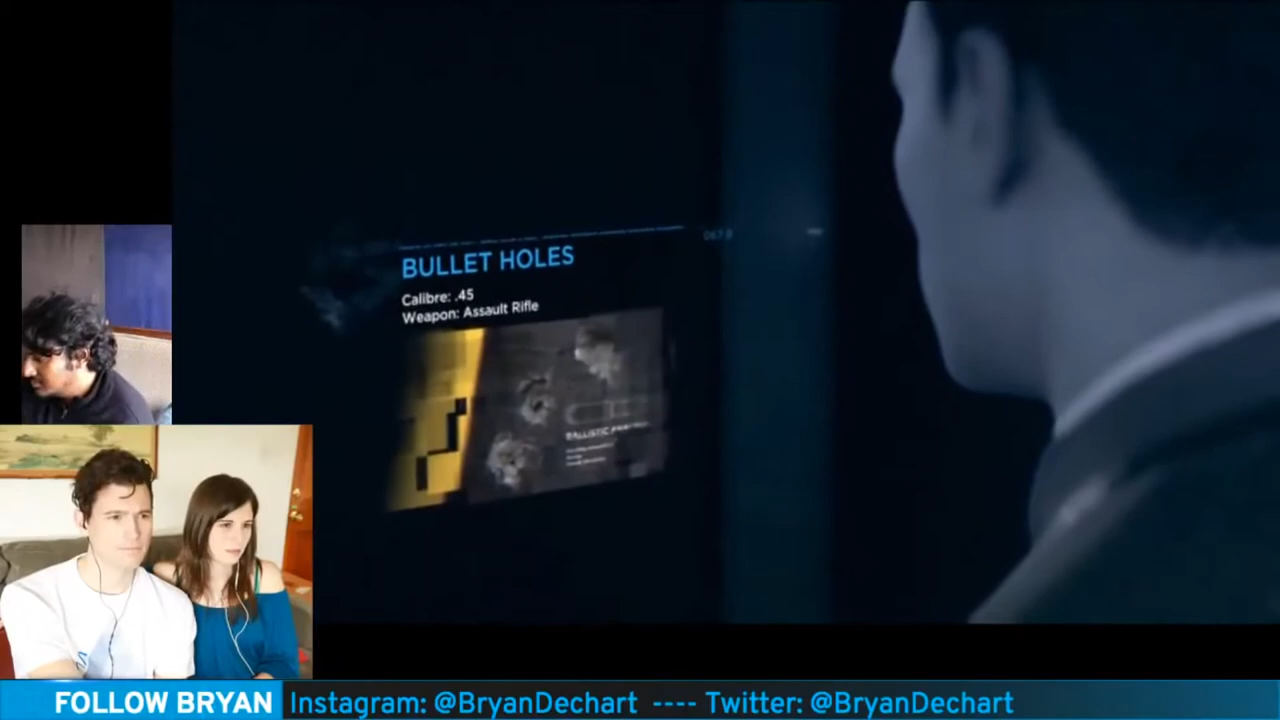 BULLET HOLES
Calibre: .45
Weapon: Assault Rifle
FOLLOW BRYAN
Instagram: @BryanDechart ---- Twitter: @BryanDechart